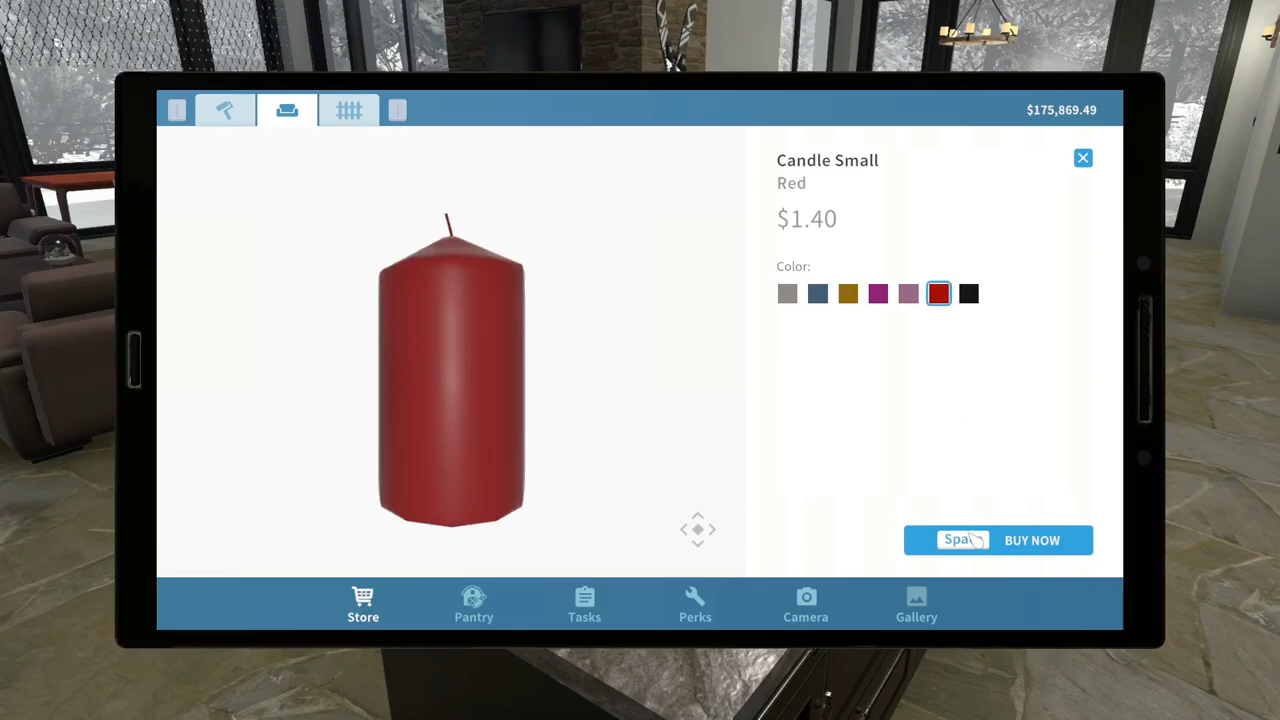 $175,869.49
Candle Small
Red
$1.40
Color:
BUY NOW
Store
Pantry
Tasks
Perks
Camera
Gallery